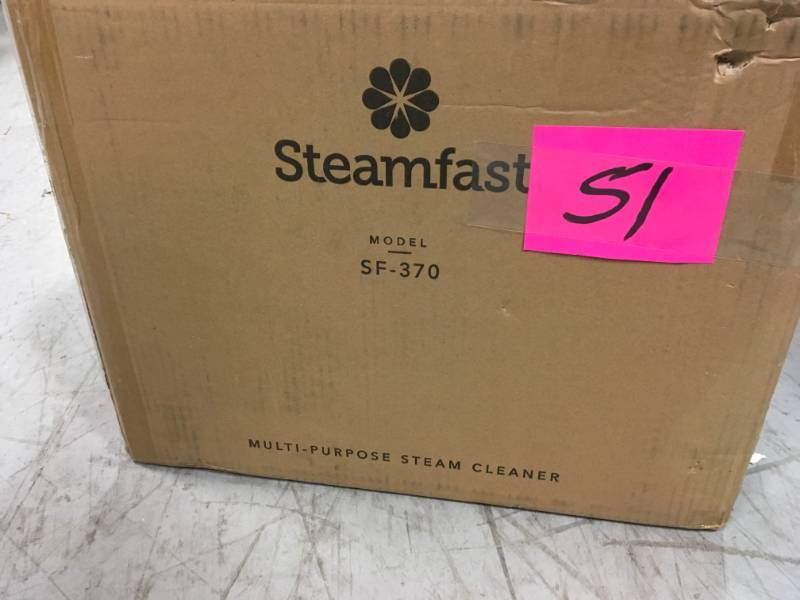 Steamfast
51
MODEL
SF-370
MULTI-PURPOSE STEAM CLEANER